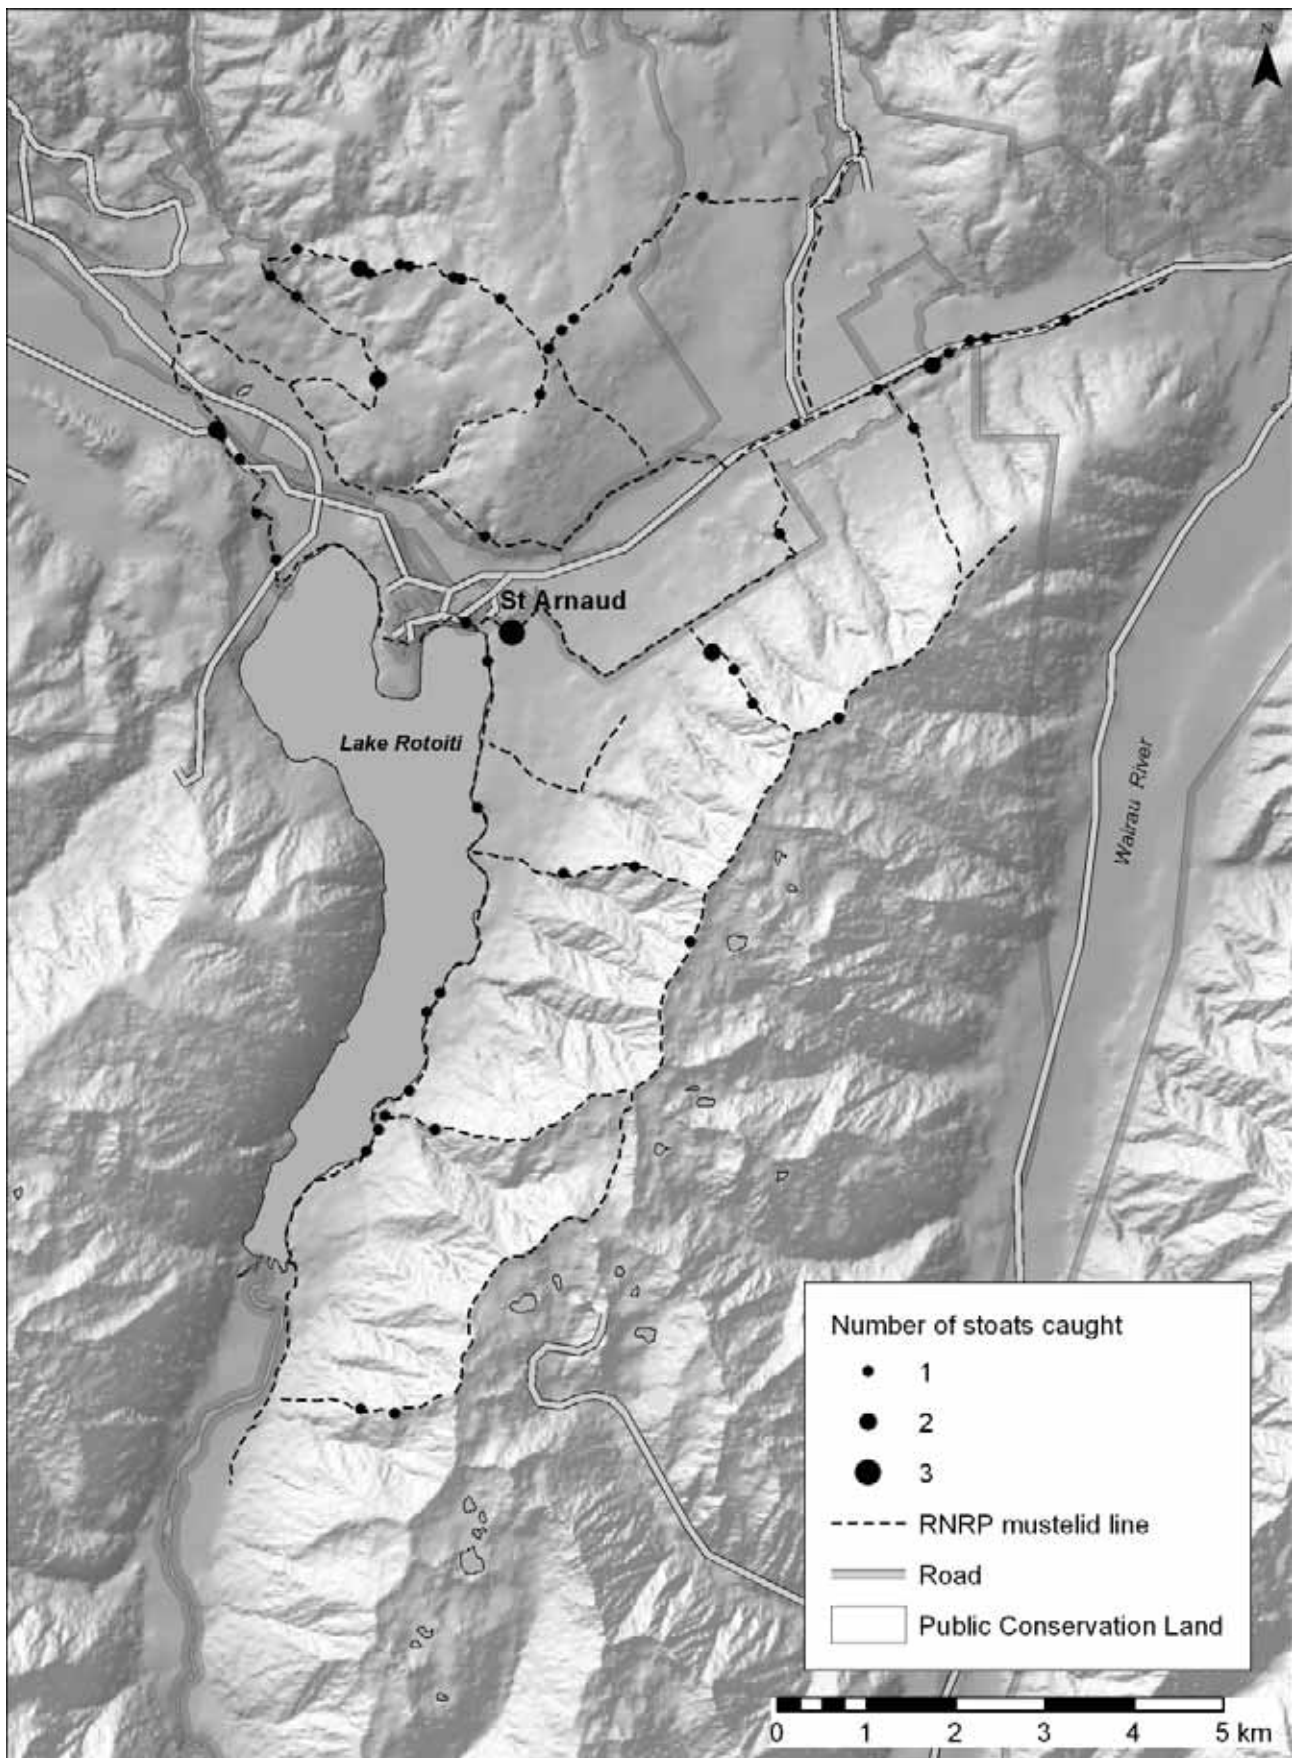 Z
St Arnaud
Lake Rotoiti
Wairau River
Number of stoats caught
1
2
3
RNRP mustelid line
Road
Public Conservation Land
0 1 2 3 4 5 km